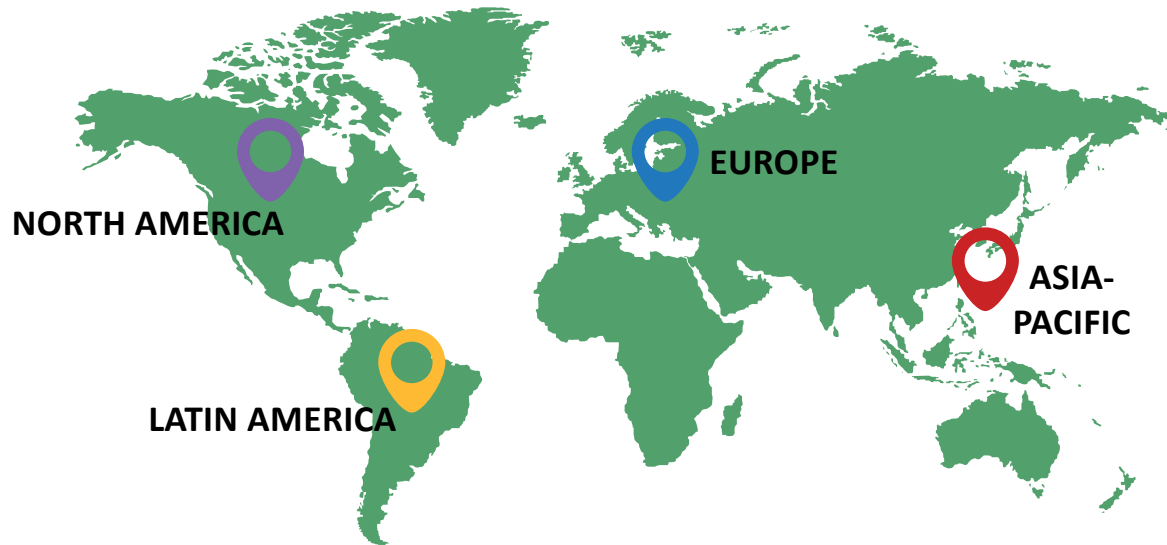 EUROPE
NORTH AMERICA
ASIA-
PACIFIC
LATIN AMERICA